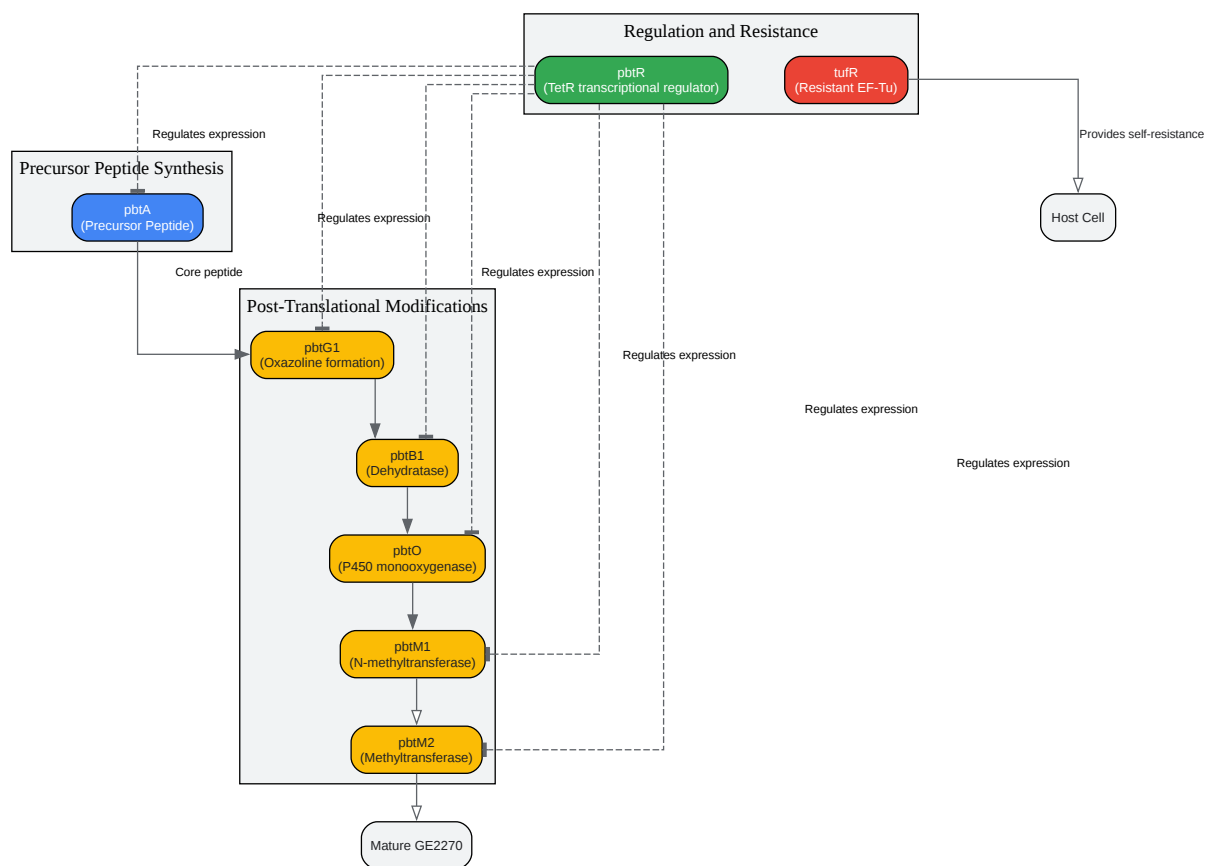 Regulation and Resistance
pbtR
(TetR transcriptional regulator)
tufR
(Resistant EF-Tu)
Regulates expression
Provides self-resistance
Precursor Peptide Synthesis
pbtA
(Precursor Peptide)
Regulates expression
Host Cell
Core peptide
Regulates expression
Post-Translational Modifications
pbtG1
(Oxazoline formation)
Regulates expression
Regulates expression
pbtB1
(Dehydratase)
Regulates expression
pbtO
(P450 monooxygenase)
pbtM1
(N-methyltransferase)
pbtM2
(Methyltransferase)
Mature GE2270